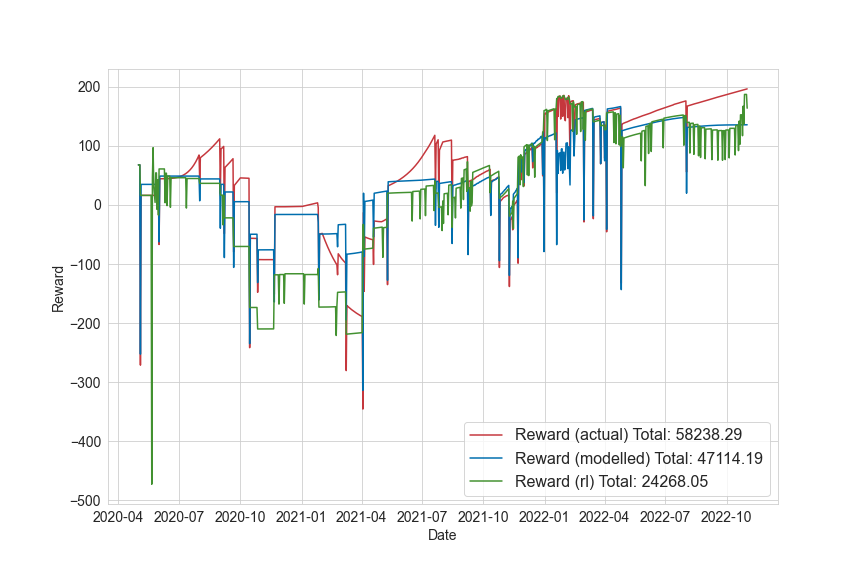 200
100
0
−100
−200
−300
−400
−500
Reward
2020-04 2020-07 2020-10 2021-01 2021-04 2021-07 2021-10 2022-01 2022-04 2022-07 2022-10
Date
Reward (actual) Total: 58238.29
Reward (modelled) Total: 47114.19
Reward (rl) Total: 24268.05